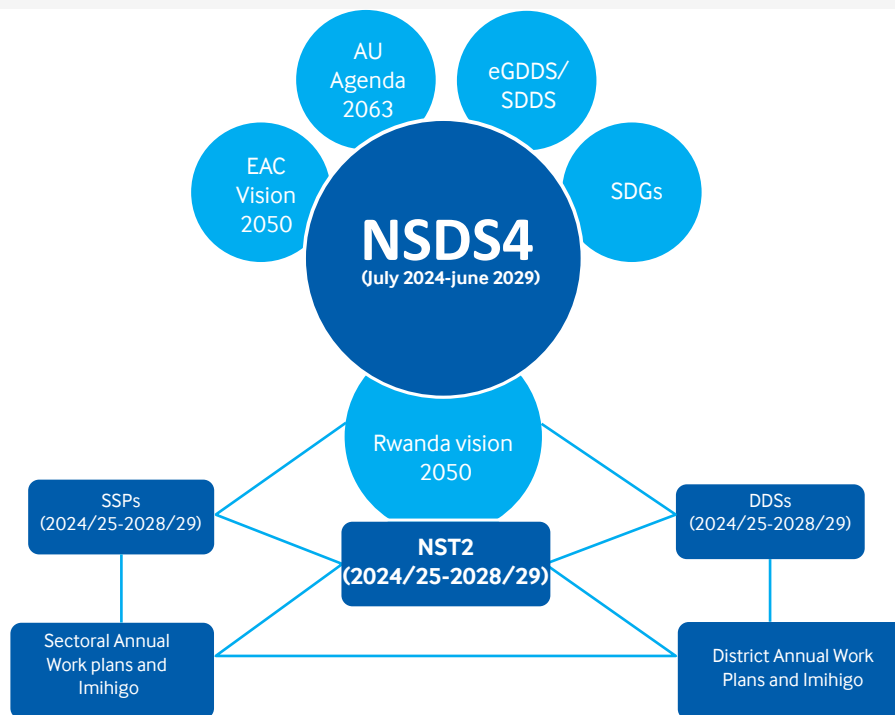 AU
Agenda
2063
eGDDS/
SDDS
EAC
Vision
2050
SDGs
NSDS4
(July 2024-june 2029)
Rwanda vision
2050
SSPs
(2024/25-2028/29)
DDSs
(2024/25-2028/29)
NST2
(2024/25-2028/29)
Sectoral Annual
Work plans and
Imihigo
District Annual Work
Plans and Imihigo